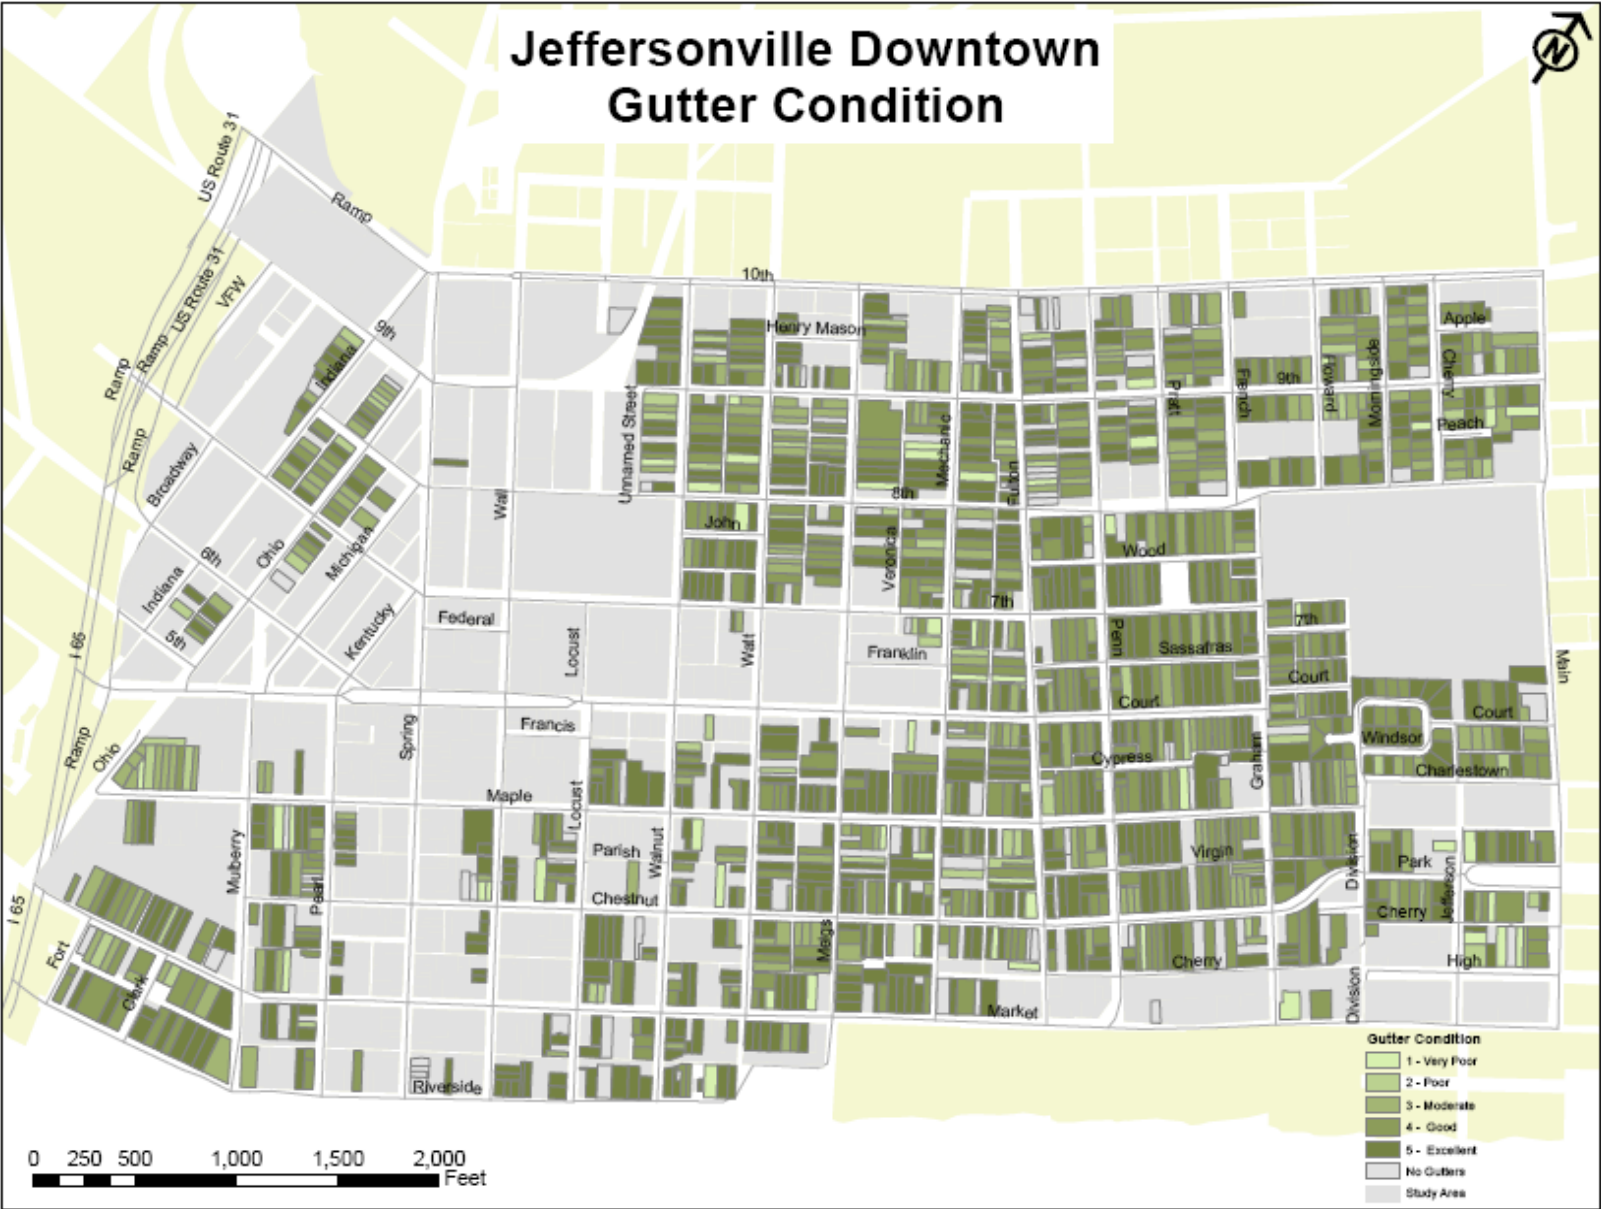 Jeffersonville Downtown
Gutter Condition
N
US Route 31
Ramp
US Route 31
VFW
10th
Henry Mason
Apple
9th
Indiana
Ramp
Ramp
Unnamed Street
Mechanic
Fulton
Pratt
French
9th
Howard
Morningside
Cherry
Peach
Ramp
Broadway
Wall
8th
John
Veronica
Wood
6th
Ohio
Michigan
Indiana
5th
Kentucky
Federal
Locust
Watt
7th
Franklin
Penn
Sassafras
7th
Court
Court
Main
I 65
Ramp
Ohio
Spring
Francis
Cypress
Graham
Windsor
Court
Charlestown
Maple
Locust
Mulberry
Pearl
Parish
Walnut
Chestnut
Virgin
Division
Park
Jefferson
Cherry
I 65
Fort
Clark
Meigs
Cherry
High
Market
Division
Riverside
Gutter Condition
1 - Very Poor
2 - Poor
3 - Moderate
4 - Good
5 - Excellent
No Gutters
Study Area
0 250 500 1,000 1,500 2,000
Feet